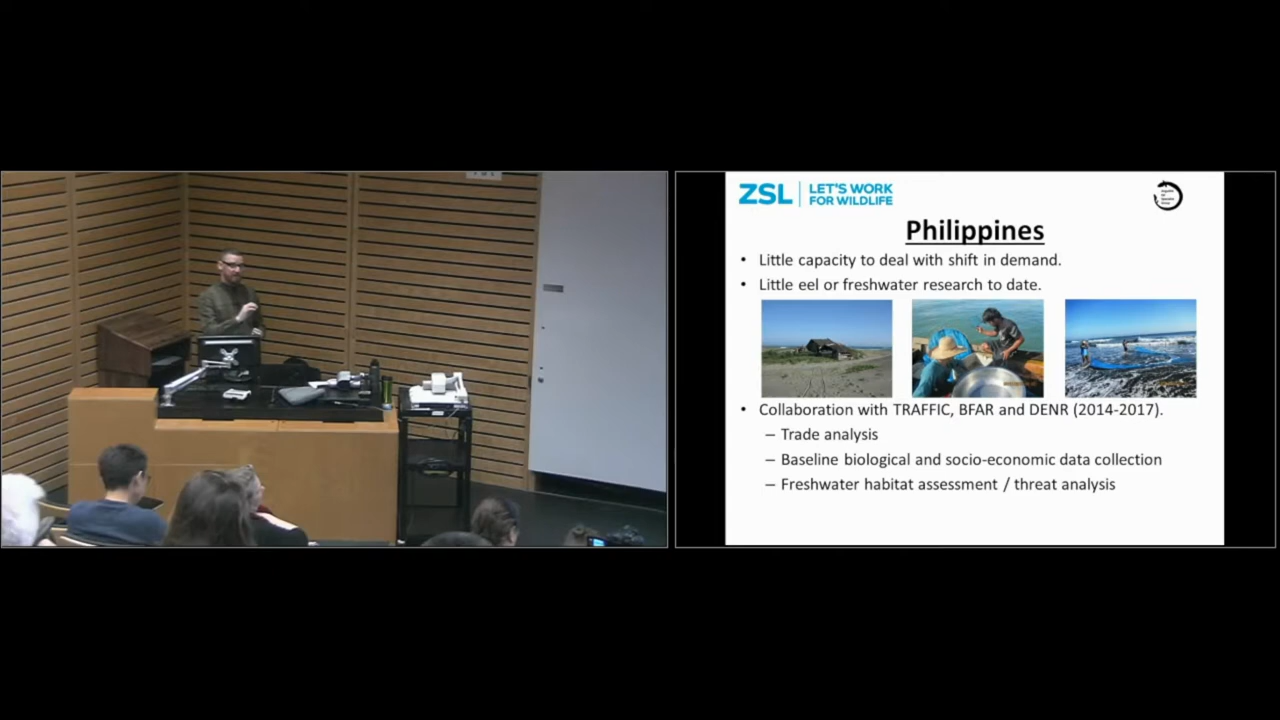 ZSL
LET'S WORK
FOR WILDLIFE
Philippines
• Little capacity to deal with shift in demand.
• Little eel or freshwater research to date.
• Collaboration with TRAFFIC, BFAR and DENR (2014-2017).
– Trade analysis
– Baseline biological and socio-economic data collection
– Freshwater habitat assessment / threat analysis